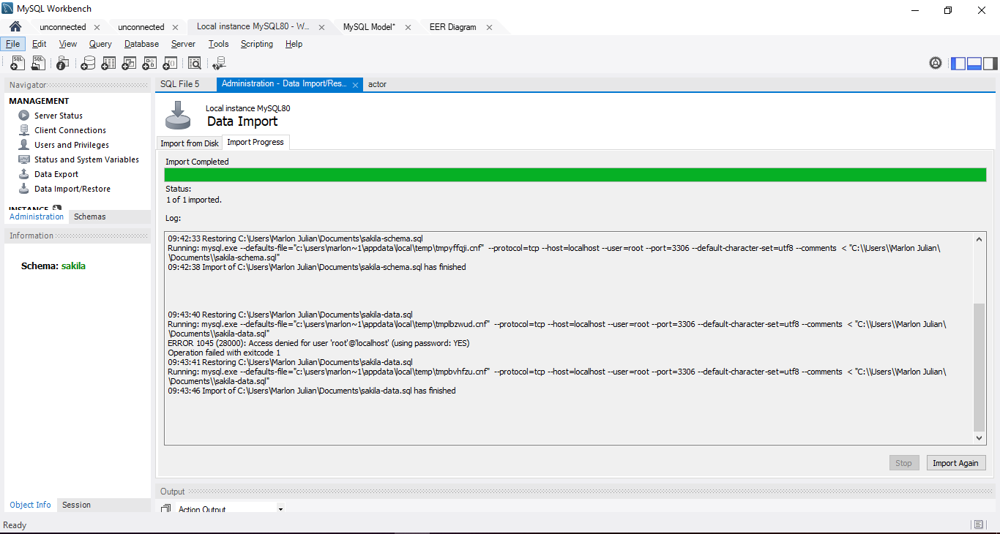 MySQL Workbench
unconnected
unconnected
Local instance MySQL80 - W...
MySQL Model*
EER Diagram
File Edit View Query Database Server Tools Scripting Help
Navigator
MANAGEMENT
Server Status
Client Connections
Users and Privileges
Status and System Variables
Data Export
Data Import/Restore
INSTANCE
Administration Schemas
Information
Schema: sakila
Object Info Session
SQL File 5
Administration - Data Import/Res...
actor
Local instance MySQL80
Data Import
Import from Disk Import Progress
Import Completed
Status:
1 of 1 imported.
Log:
09:42:33 Restoring C:\Users\Marlon Julian\Documents\sakila-schema.sql
Running: mysql.exe --defaults-file="c:\users\marlon~1\appdata\local\temp\tmpyffqji.cnf" --protocol=tcp --host=localhost --user=root --port=3306 --default-character-set=utf8 --comments < "C:\\Users\\Marlon Julian\
\Documents\\sakila-schema.sql"
09:42:38 Import of C:\Users\Marlon Julian\Documents\sakila-schema.sql has finished
09:43:40 Restoring C:\Users\Marlon Julian\Documents\sakila-data.sql
Running: mysql.exe --defaults-file="c:\users\marlon~1\appdata\local\temp\tmplbzwud.cnf" --protocol=tcp --host=localhost --user=root --port=3306 --default-character-set=utf8 --comments < "C:\\Users\\Marlon Julian\
\Documents\\sakila-data.sql"
ERROR 1045 (28000): Access denied for user 'root'@'localhost' (using password: YES)
Operation failed with exitcode 1
09:43:41 Restoring C:\Users\Marlon Julian\Documents\sakila-data.sql
Running: mysql.exe --defaults-file="c:\users\marlon~1\appdata\local\temp\tmpbvhfzu.cnf" --protocol=tcp --host=localhost --user=root --port=3306 --default-character-set=utf8 --comments < "C:\\Users\\Marlon Julian\
\Documents\\sakila-data.sql"
09:43:46 Import of C:\Users\Marlon Julian\Documents\sakila-data.sql has finished
Stop Import Again
Output
Action Output
Ready